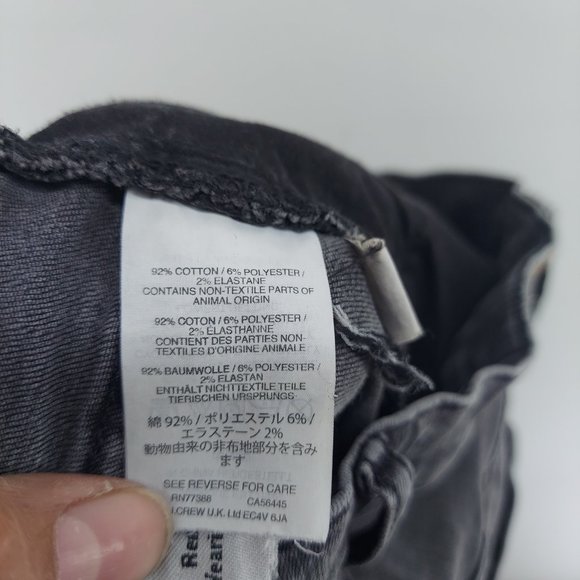 92% COTTON / 6% POLYESTER /
2% ELASTANE
CONTAINS NON-TEXTILE PARTS OF
ANIMAL ORIGIN
92% COTON / 6% POLYESTER /
2% ÉLASTHANNE
CONTIENT DES PARTIES NON-
TEXTILES D'ORIGINE ANIMALE
92% BAUMWOLLE / 6% POLYESTER /
2% ELASTAN
ENTHÄLT NICHTTEXTILE TEILE
TIERISCHEN URSPRUNGS
綿 92% / ポリエステル 6% /
エラステーン 2%
動物由来の非布地部分を含み
ます
SEE REVERSE FOR CARE
RN77388 CA56445
J.CREW U.K. Ltd EC4V 6JA